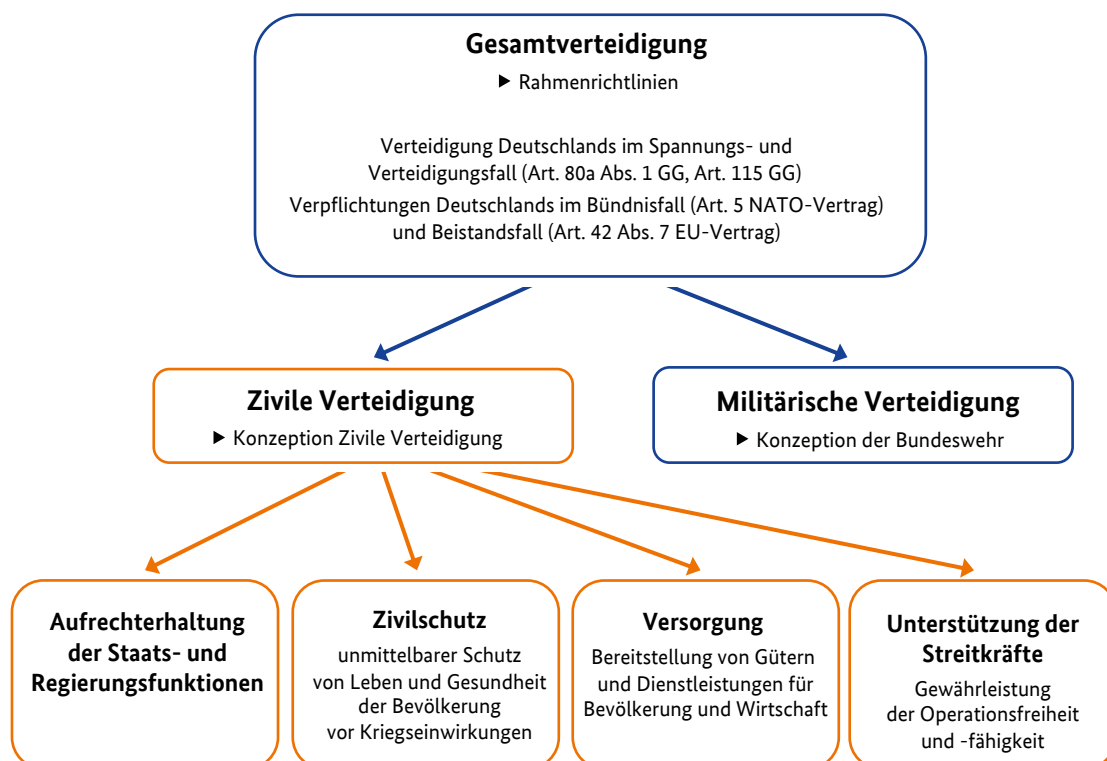 Gesamtverteidigung
▶ Rahmenrichtlinien
Verteidigung Deutschlands im Spannungs- und
Verteidigungsfall (Art. 80a Abs. 1 GG, Art. 115 GG)
Verpflichtungen Deutschlands im Bündnisfall (Art. 5 NATO-Vertrag)
und Beistandsfall (Art. 42 Abs. 7 EU-Vertrag)
Zivile Verteidigung
▶ Konzeption Zivile Verteidigung
Militärische Verteidigung
▶ Konzeption der Bundeswehr
Aufrechterhaltung
der Staats- und
Regierungsfunktionen
Zivilschutz
unmittelbarer Schutz
von Leben und Gesundheit
der Bevölkerung
vor Kriegseinwirkungen
Versorgung
Bereitstellung von Gütern
und Dienstleistungen für
Bevölkerung und Wirtschaft
Unterstützung der
Streitkräfte
Gewährleistung
der Operationsfreiheit
und -fähigkeit